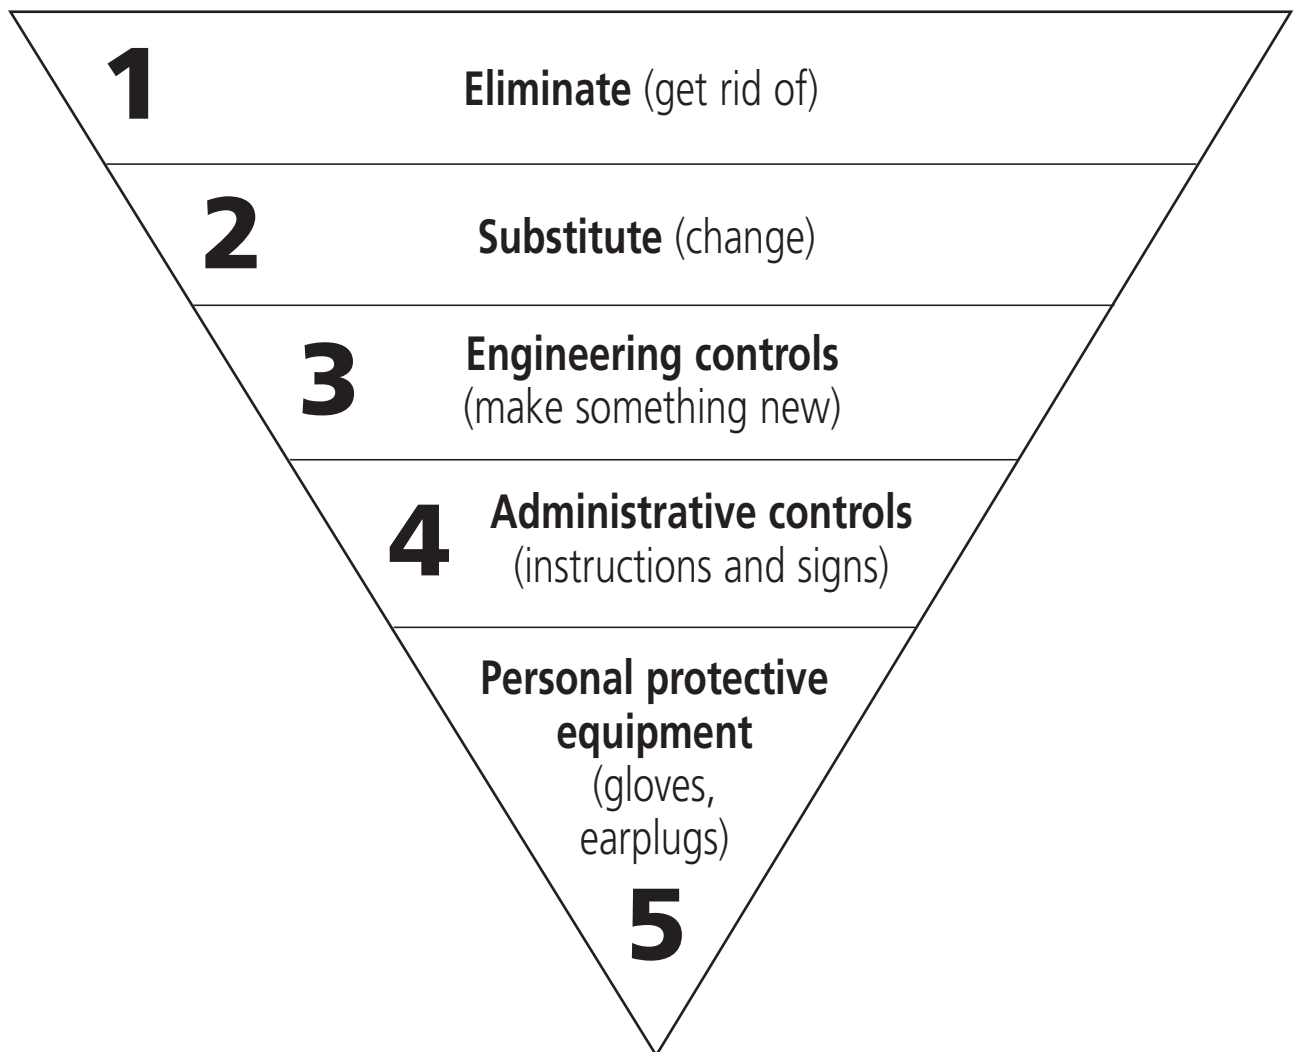 1
Eliminate (get rid of)
2
Substitute (change)
3
Engineering controls
(make something new)
4
Administrative controls
(instructions and signs)
Personal protective
equipment
(gloves,
earplugs)
5